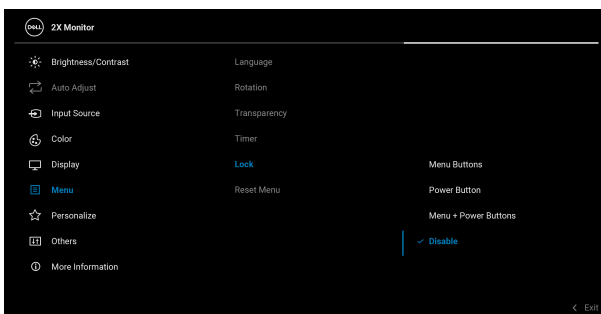 DELL
2X Monitor
Brightness/Contrast
Language
Auto Adjust
Rotation
Input Source
Transparency
Color
Timer
Display
Lock
Menu Buttons
Menu
Reset Menu
Power Button
Personalize
Menu + Power Buttons
Others
Disable
More Information
Exit